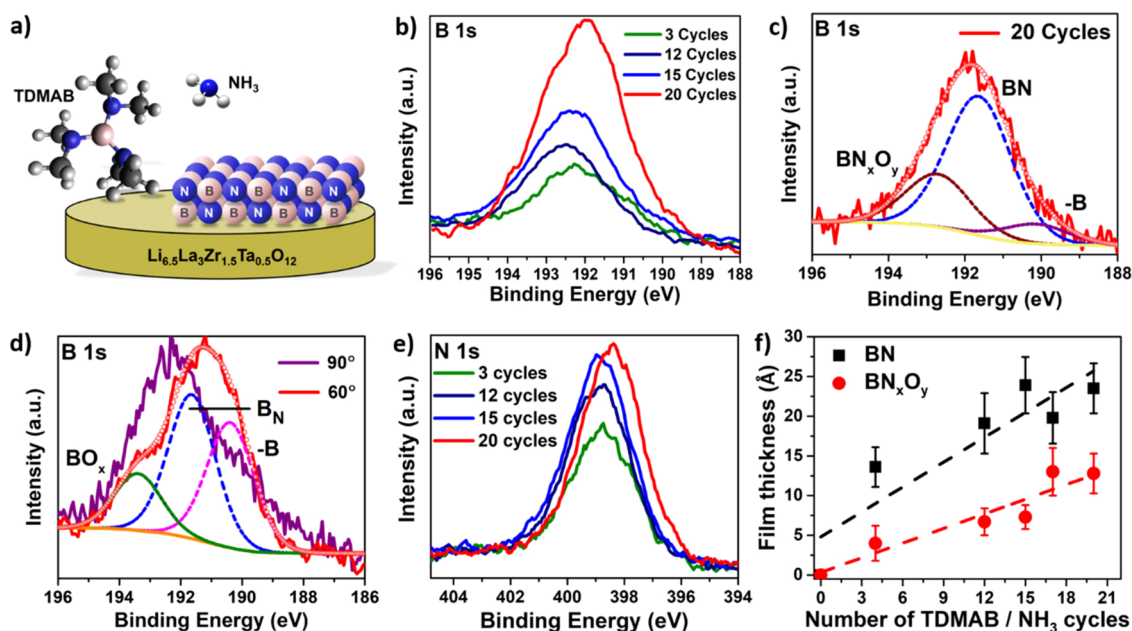 a)
TDMAB
NH3
N B N B N B N
B N B N B N B
Li6.5La3Zr1.5Ta0.5O12
b) B 1s
3 Cycles
12 Cycles
15 Cycles
20 Cycles
Intensity (a.u.)
196 195 194 193 192 191 190 189 188
Binding Energy (eV)
c) B 1s
20 Cycles
BN
BNxOy
-B
Intensity (a.u.)
196 194 192 190 188
Binding Energy (eV)
d) B 1s
90°
60°
BN
-B
BOx
Intensity (a.u.)
196 194 192 190 188 186
Binding Energy (eV)
e) N 1s
3 cycles
12 cycles
15 cycles
20 cycles
Intensity (a.u.)
404 402 400 398 396 394
Binding Energy (eV)
f)
BN
BNxOy
Film thickness (Å)
30
25
20
15
10
5
0
0 3 6 9 12 15 18 21
Number of TDMAB / NH3 cycles